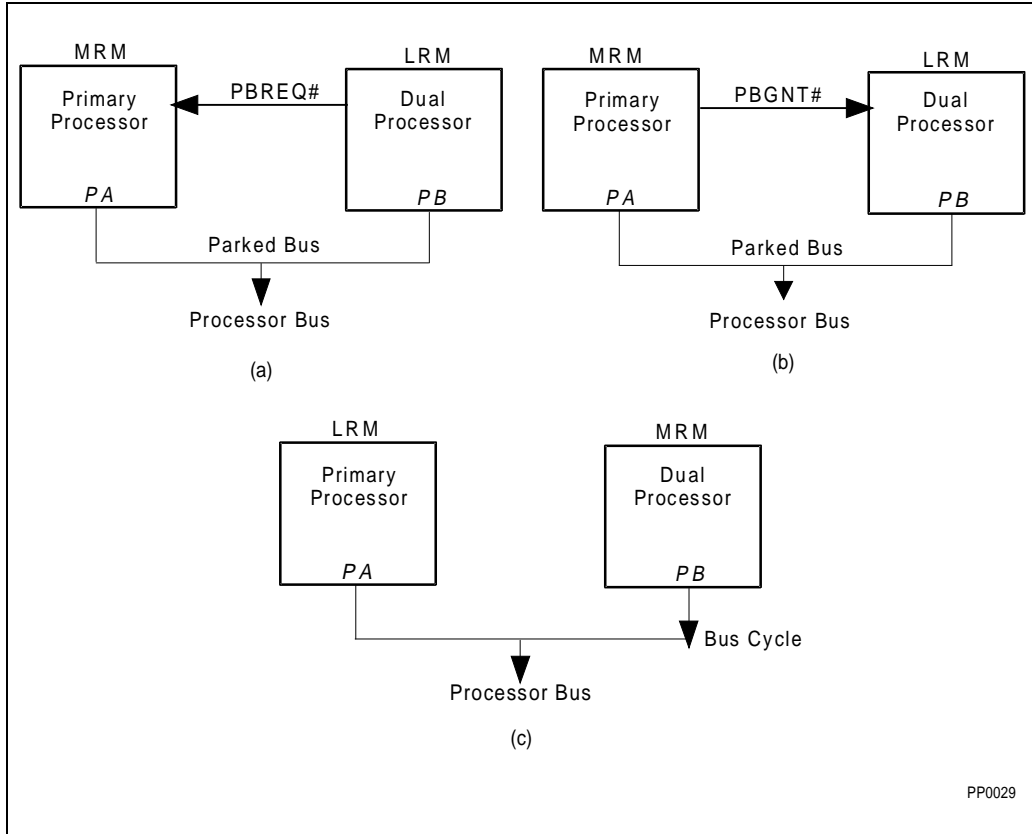 MRM
LRM
Primary
Processor
PBREQ#
Dual
Processor
PA
PB
Parked Bus
Processor Bus
(a)
MRM
LRM
Primary
Processor
PBGNT#
Dual
Processor
PA
PB
Parked Bus
Processor Bus
(b)
LRM
MRM
Primary
Processor
Dual
Processor
PA
PB
Bus Cycle
Processor Bus
(c)
PP0029